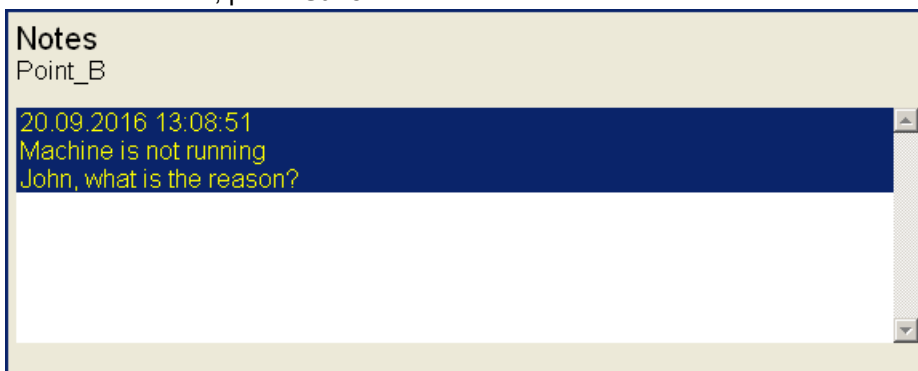 Notes
Point_B
20.09.2016 13:08:51
Machine is not running
John, what is the reason?